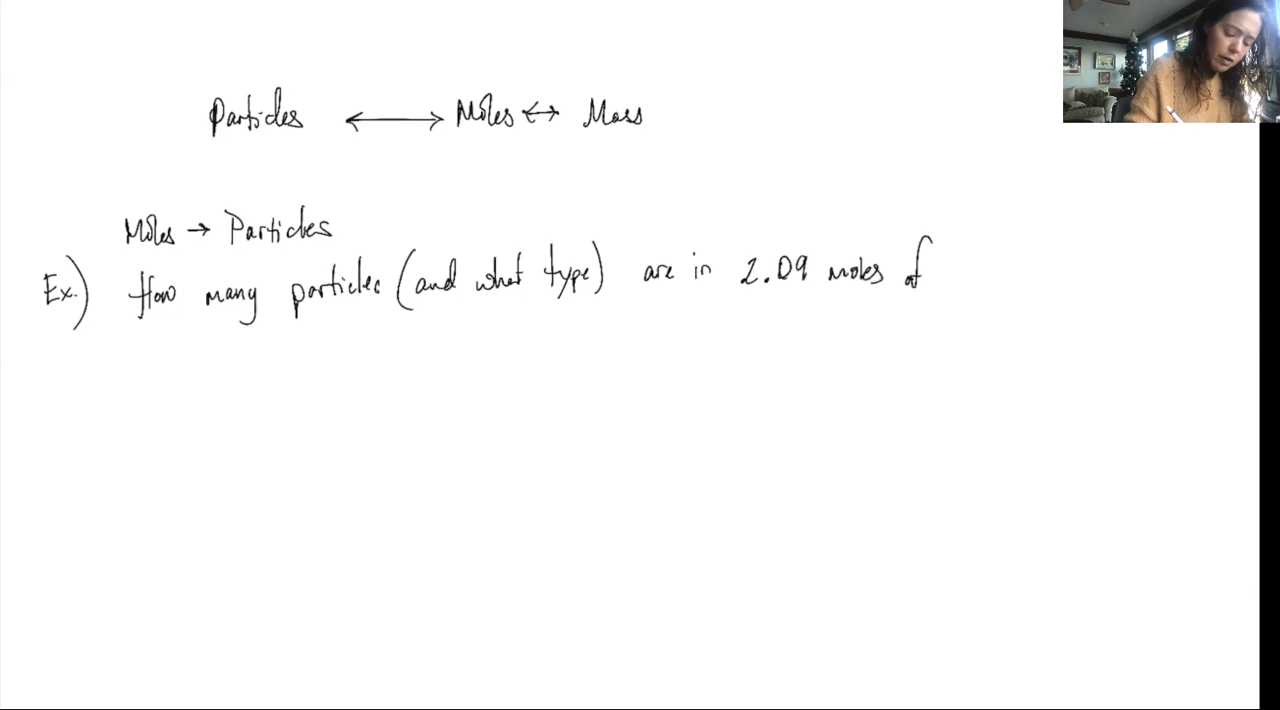 Particles ⟷ Moles ↔ Mass
Moles → Particles
Ex.) How many particles (and what type) are in 2.09 moles of